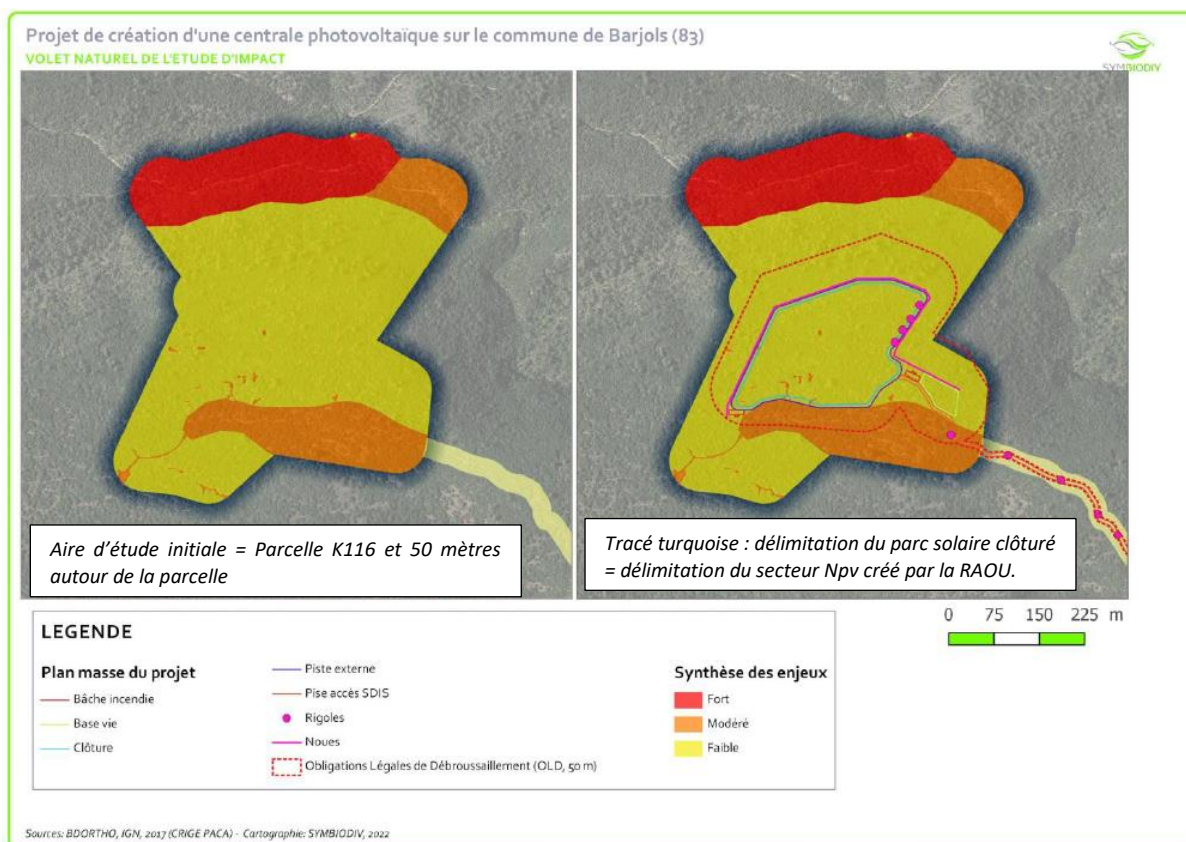 Projet de création d'une centrale photovoltaïque sur le commune de Barjols (83)
VOLET NATUREL DE L'ETUDE D'IMPACT
SYMBIODIV
Aire d'étude initiale = Parcelle K116 et 50 mètres
autour de la parcelle
Tracé turquoise : délimitation du parc solaire clôturé
= délimitation du secteur Npv créé par la RAOU.
0 75 150 225 m
LEGENDE
Plan masse du projet
Bâche incendie
Base vie
Clôture
Piste externe
Pise accès SDIS
Rigoles
Noues
Obligations Légales de Débroussaillement (OLD, 50 m)
Synthèse des enjeux
Fort
Modéré
Faible
Sources: BDORTHO, IGN, 2017 (CRIGE PACA) - Cartographie: SYMBIODIV, 2022